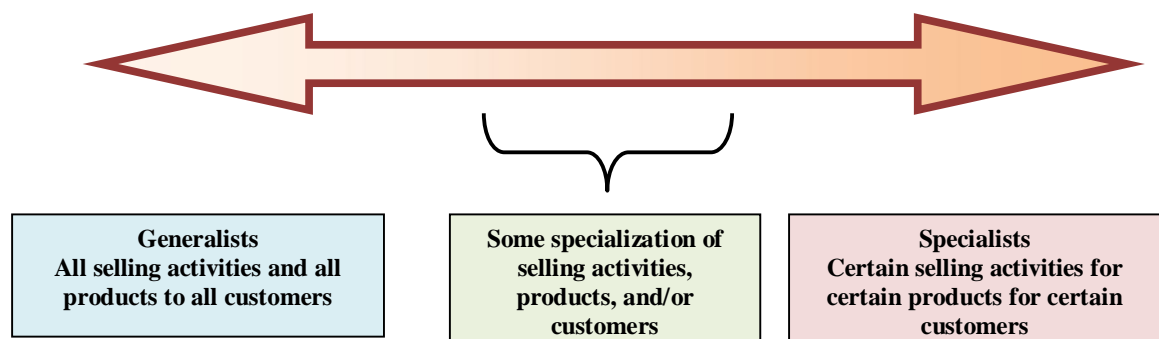 Generalists
All selling activities and all
products to all customers
Some specialization of
selling activities,
products, and/or
customers
Specialists
Certain selling activities for
certain products for certain
customers